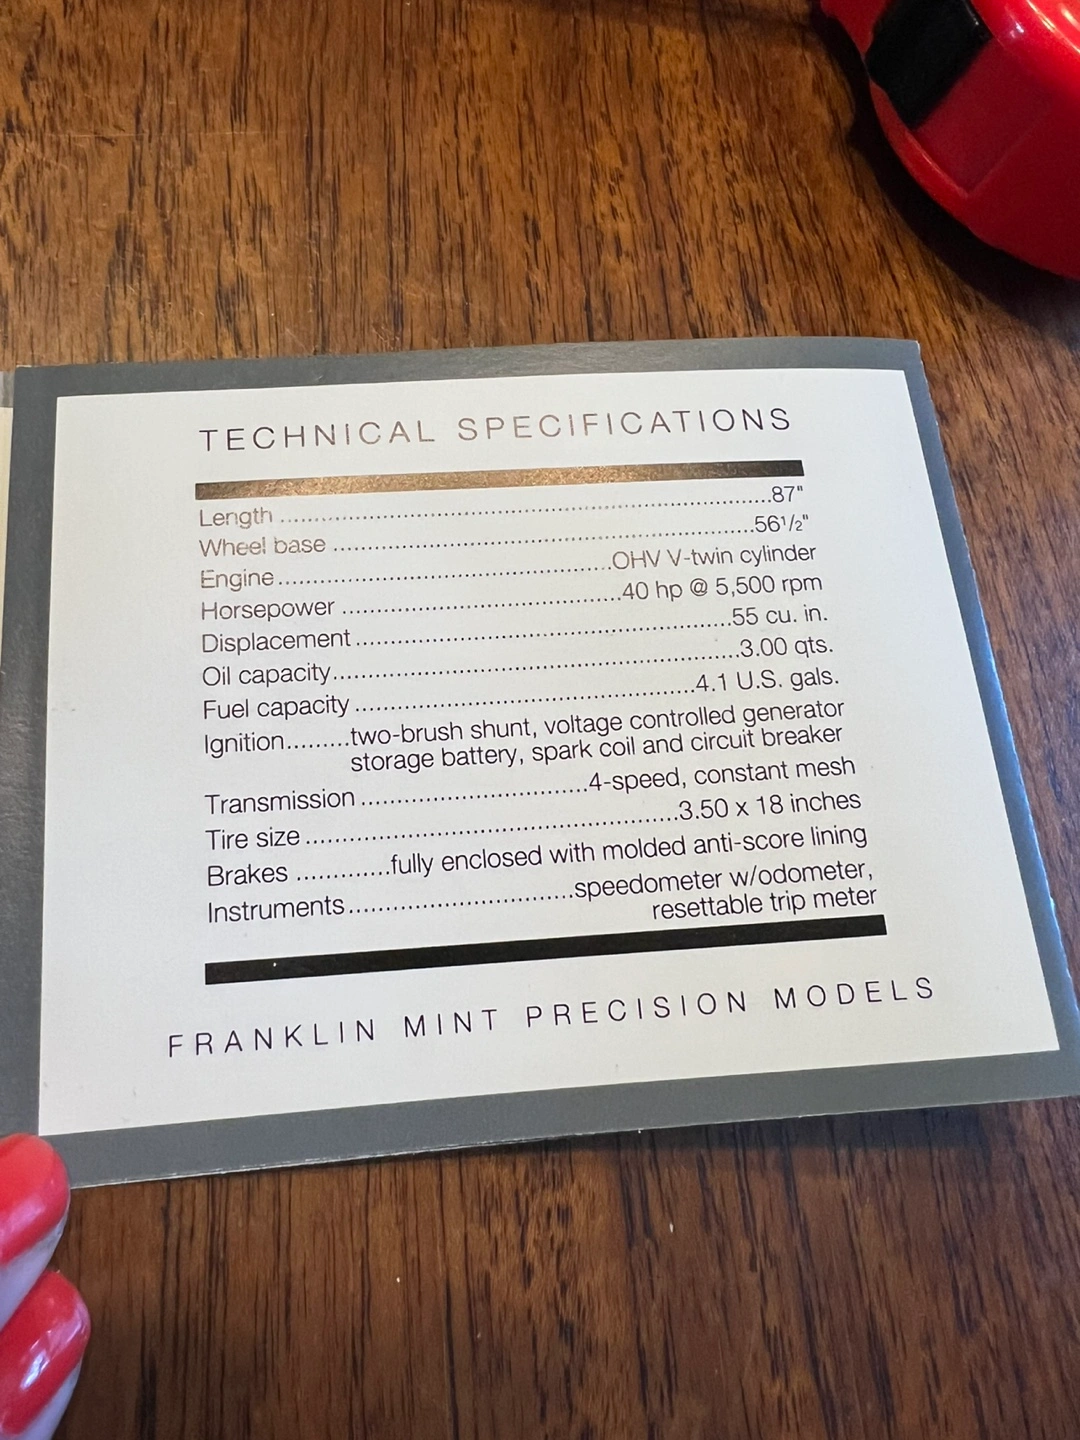 TECHNICAL SPECIFICATIONS
Length ................................................................87"
Wheel base ......................................................56½"
Engine............................................OHV V-twin cylinder
Horsepower .....................................40 hp @ 5,500 rpm
Displacement..................................................55 cu. in.
Oil capacity......................................................3.00 qts.
Fuel capacity .............................................4.1 U.S. gals.
Ignition.........two-brush shunt, voltage controlled generator
storage battery, spark coil and circuit breaker
Transmission ..............................4-speed, constant mesh
Tire size .................................................3.50 x 18 inches
Brakes .............fully enclosed with molded anti-score lining
Instruments..............................speedometer w/odometer,
resettable trip meter
FRANKLIN MINT PRECISION MODELS